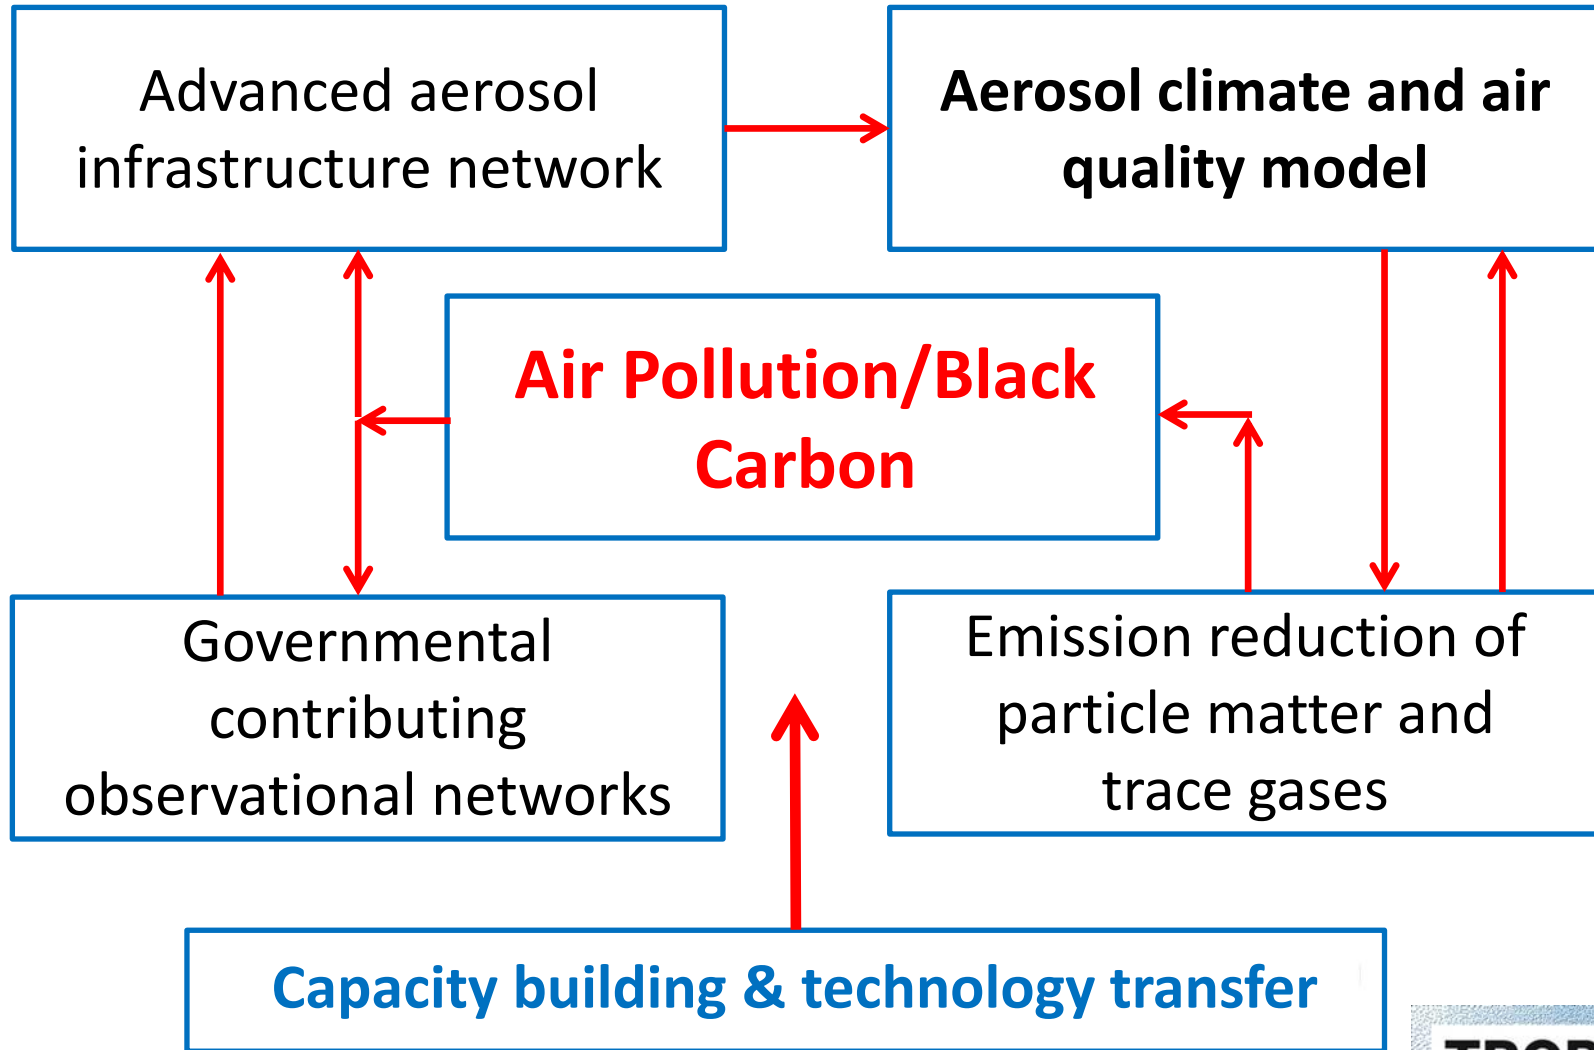 Advanced aerosol
infrastructure network
Aerosol climate and air
quality model
Air Pollution/Black
Carbon
Governmental
contributing
observational networks
Emission reduction of
particle matter and
trace gases
Capacity building & technology transfer